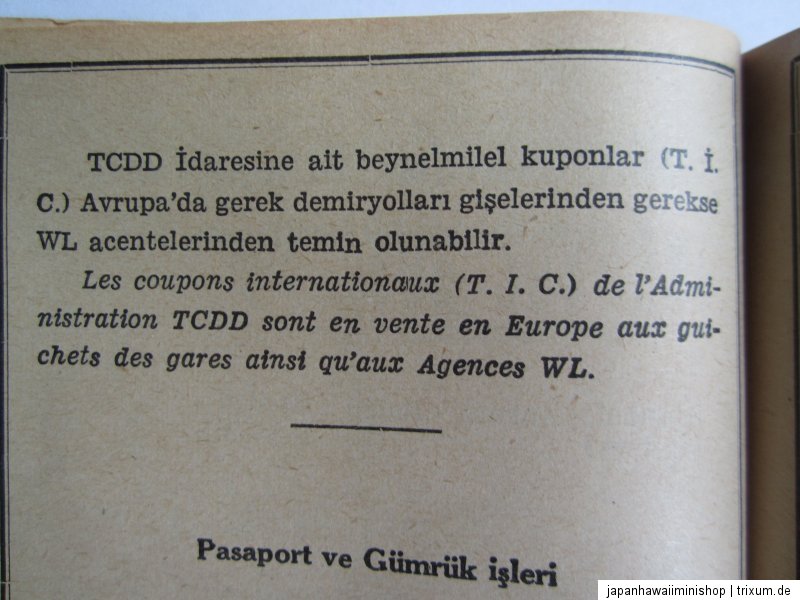 TCDD İdaresine ait beynelmilel kuponlar (T. İ.
C.) Avrupa'da gerek demiryolları gişelerinden gerekse
WL acentelerinden temin olunabilir.
Les coupons internationaux (T. I. C.) de l'Admi-
nistration TCDD sont en vente en Europe aux gui-
chets des gares ainsi qu'aux Agences WL.
Pasaport ve Gümrük işleri
japanhawaiiminishop | trixum.de